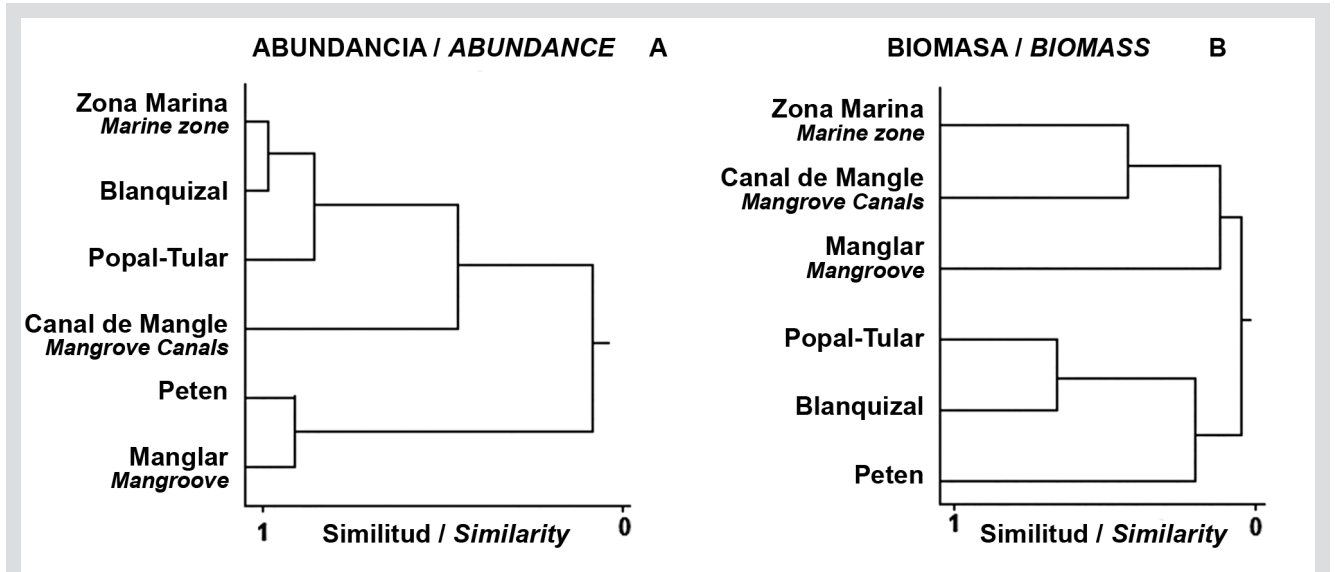 ABUNDANCIA / ABUNDANCE A
Zona Marina
Marine zone
Blanquizal
Popal-Tular
Canal de Mangle
Mangrove Canals
Peten
Manglar
Mangroove
1 Similitud / Similarity 0
BIOMASA / BIOMASS B
Zona Marina
Marine zone
Canal de Mangle
Mangrove Canals
Manglar
Mangroove
Popal-Tular
Blanquizal
Peten
1 Similitud / Similarity 0